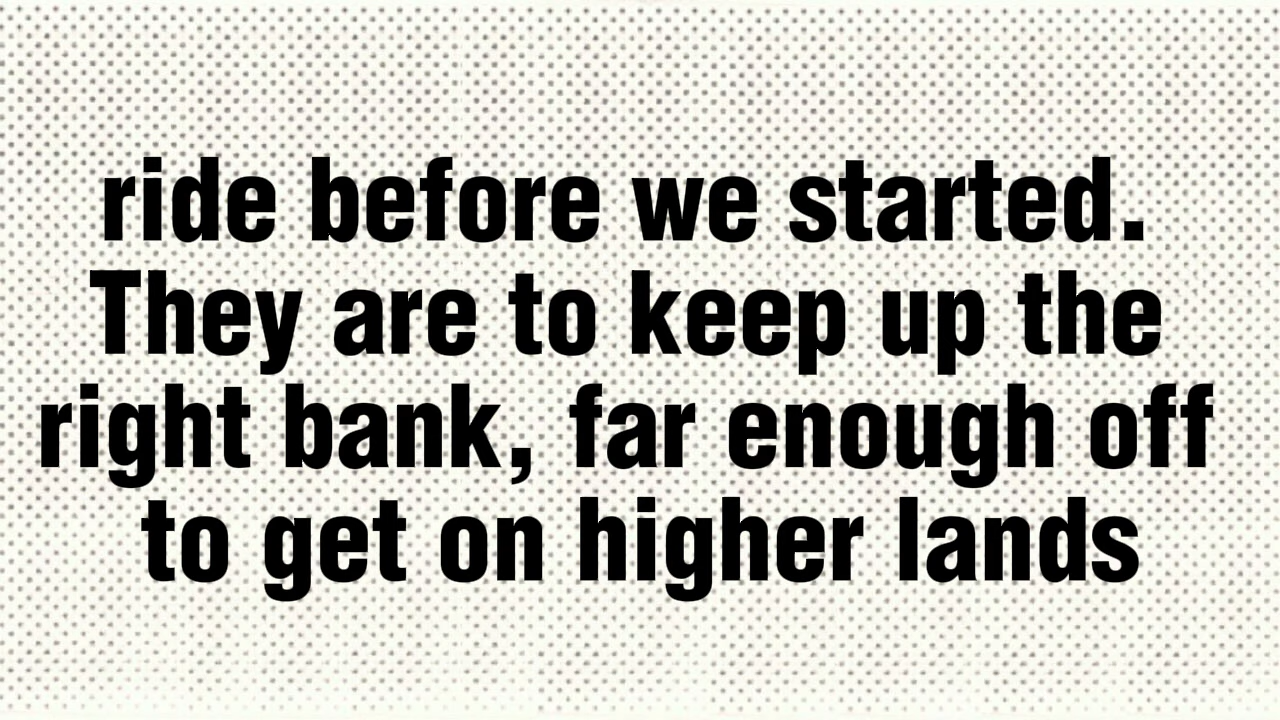 ride before we started.
They are to keep up the
right bank, far enough off
to get on higher lands